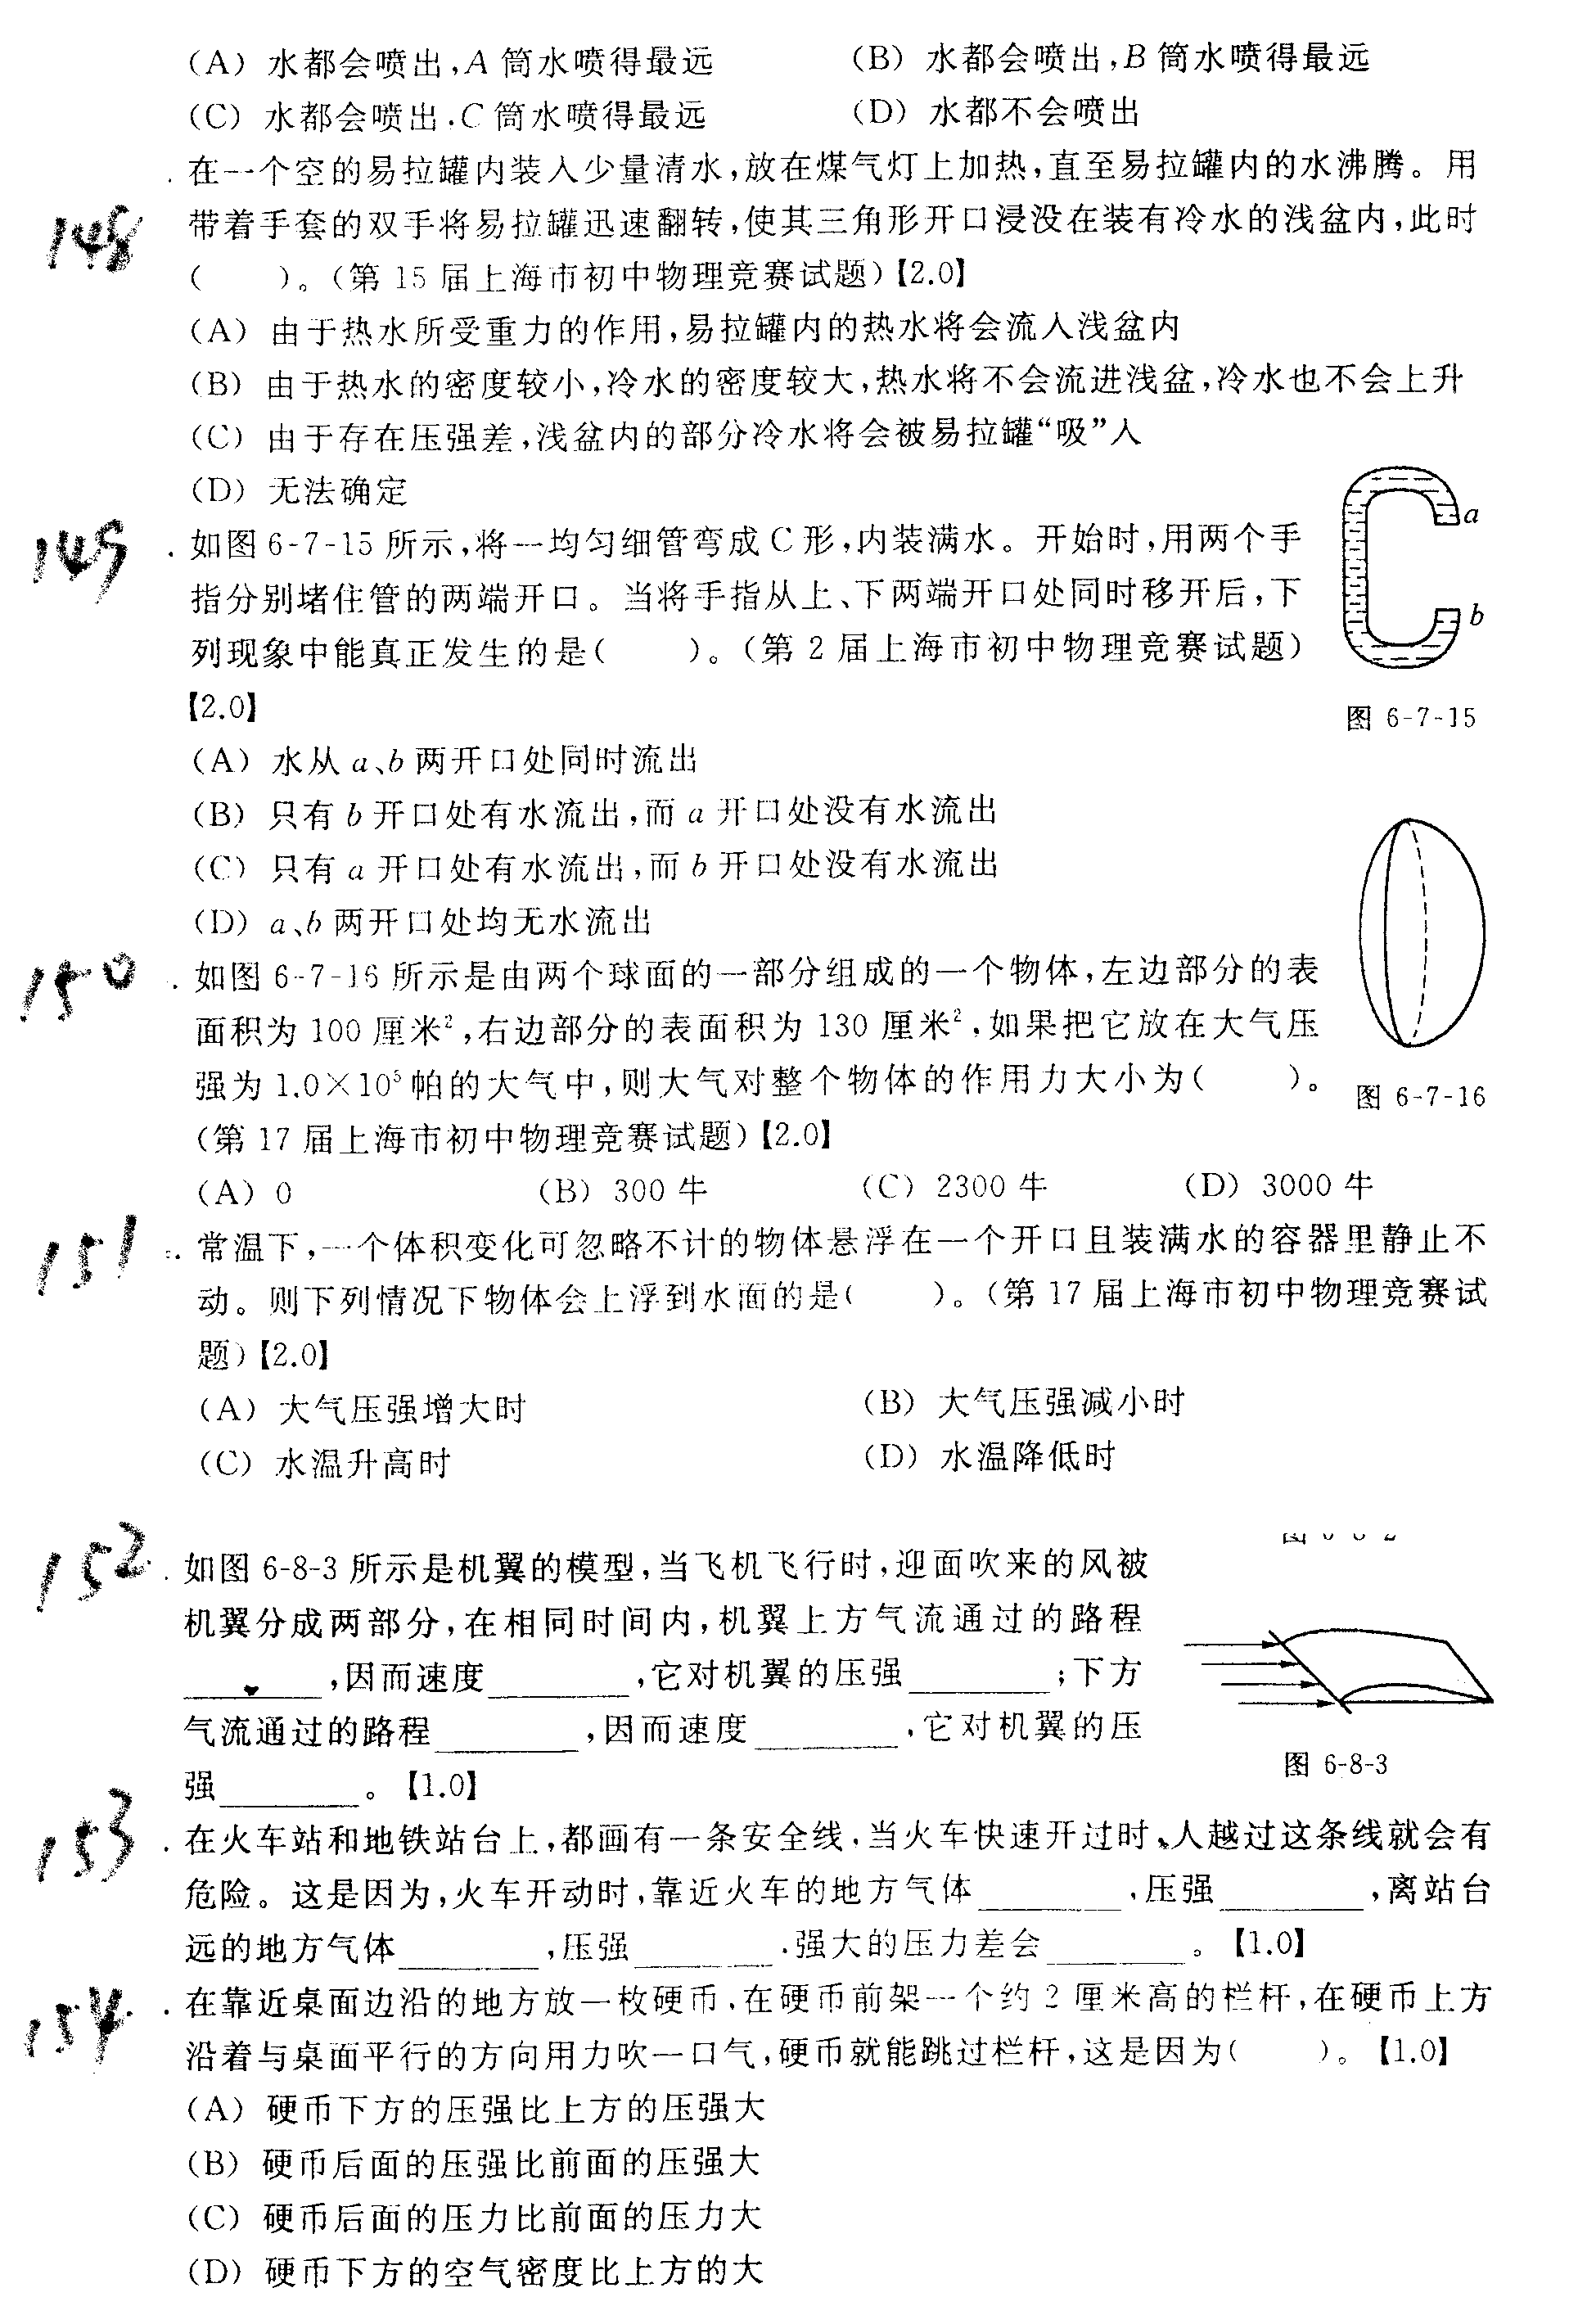 (A) 水都会喷出,A 筒水喷得最远 (B) 水都会喷出,B 筒水喷得最远
(C) 水都会喷出.C 筒水喷得最远 (D) 水都不会喷出
148 . 在一个空的易拉罐内装入少量清水,放在煤气灯上加热,直至易拉罐内的水沸腾。用
带着手套的双手将易拉罐迅速翻转,使其三角形开口浸没在装有冷水的浅盆内,此时
( )。(第 15 届上海市初中物理竞赛试题)【2.0】
(A) 由于热水所受重力的作用,易拉罐内的热水将会流入浅盆内
(B) 由于热水的密度较小,冷水的密度较大,热水将不会流进浅盆,冷水也不会上升
(C) 由于存在压强差,浅盆内的部分冷水将会被易拉罐“吸”入
(D) 无法确定
149 . 如图 6-7-15 所示,将一均匀细管弯成 C 形,内装满水。开始时,用两个手
指分别堵住管的两端开口。当将手指从上、下两端开口处同时移开后,下
列现象中能真正发生的是( )。(第 2 届上海市初中物理竞赛试题)
【2.0】
a
b
图 6-7-15
(A) 水从 a、b 两开口处同时流出
(B) 只有 b 开口处有水流出,而 a 开口处没有水流出
(C) 只有 a 开口处有水流出,而 b 开口处没有水流出
(D) a、b 两开口处均无水流出
150 . 如图 6-7-16 所示是由两个球面的一部分组成的一个物体,左边部分的表
面积为 100 厘米²,右边部分的表面积为 130 厘米²,如果把它放在大气压
强为 1.0×10⁵ 帕的大气中,则大气对整个物体的作用力大小为( )。
图 6-7-16
(第 17 届上海市初中物理竞赛试题)【2.0】
(A) 0 (B) 300 牛 (C) 2300 牛 (D) 3000 牛
151 . 常温下,一个体积变化可忽略不计的物体悬浮在一个开口且装满水的容器里静止不
动。则下列情况下物体会上浮到水面的是( )。(第 17 届上海市初中物理竞赛试
题)【2.0】
(A) 大气压强增大时 (B) 大气压强减小时
(C) 水温升高时 (D) 水温降低时
152 . 如图 6-8-3 所示是机翼的模型,当飞机飞行时,迎面吹来的风被
机翼分成两部分,在相同时间内,机翼上方气流通过的路程
________,因而速度________,它对机翼的压强________;下方
气流通过的路程________,因而速度________,它对机翼的压
强________。【1.0】
图 6-8-3
153 . 在火车站和地铁站台上,都画有一条安全线,当火车快速开过时、人越过这条线就会有
危险。这是因为,火车开动时,靠近火车的地方气体________,压强________,离站台
远的地方气体________,压强________.强大的压力差会________。【1.0】
154 . 在靠近桌面边沿的地方放一枚硬币,在硬币前架一个约 2 厘米高的栏杆,在硬币上方
沿着与桌面平行的方向用力吹一口气,硬币就能跳过栏杆,这是因为( )。【1.0】
(A) 硬币下方的压强比上方的压强大
(B) 硬币后面的压强比前面的压强大
(C) 硬币后面的压力比前面的压力大
(D) 硬币下方的空气密度比上方的大